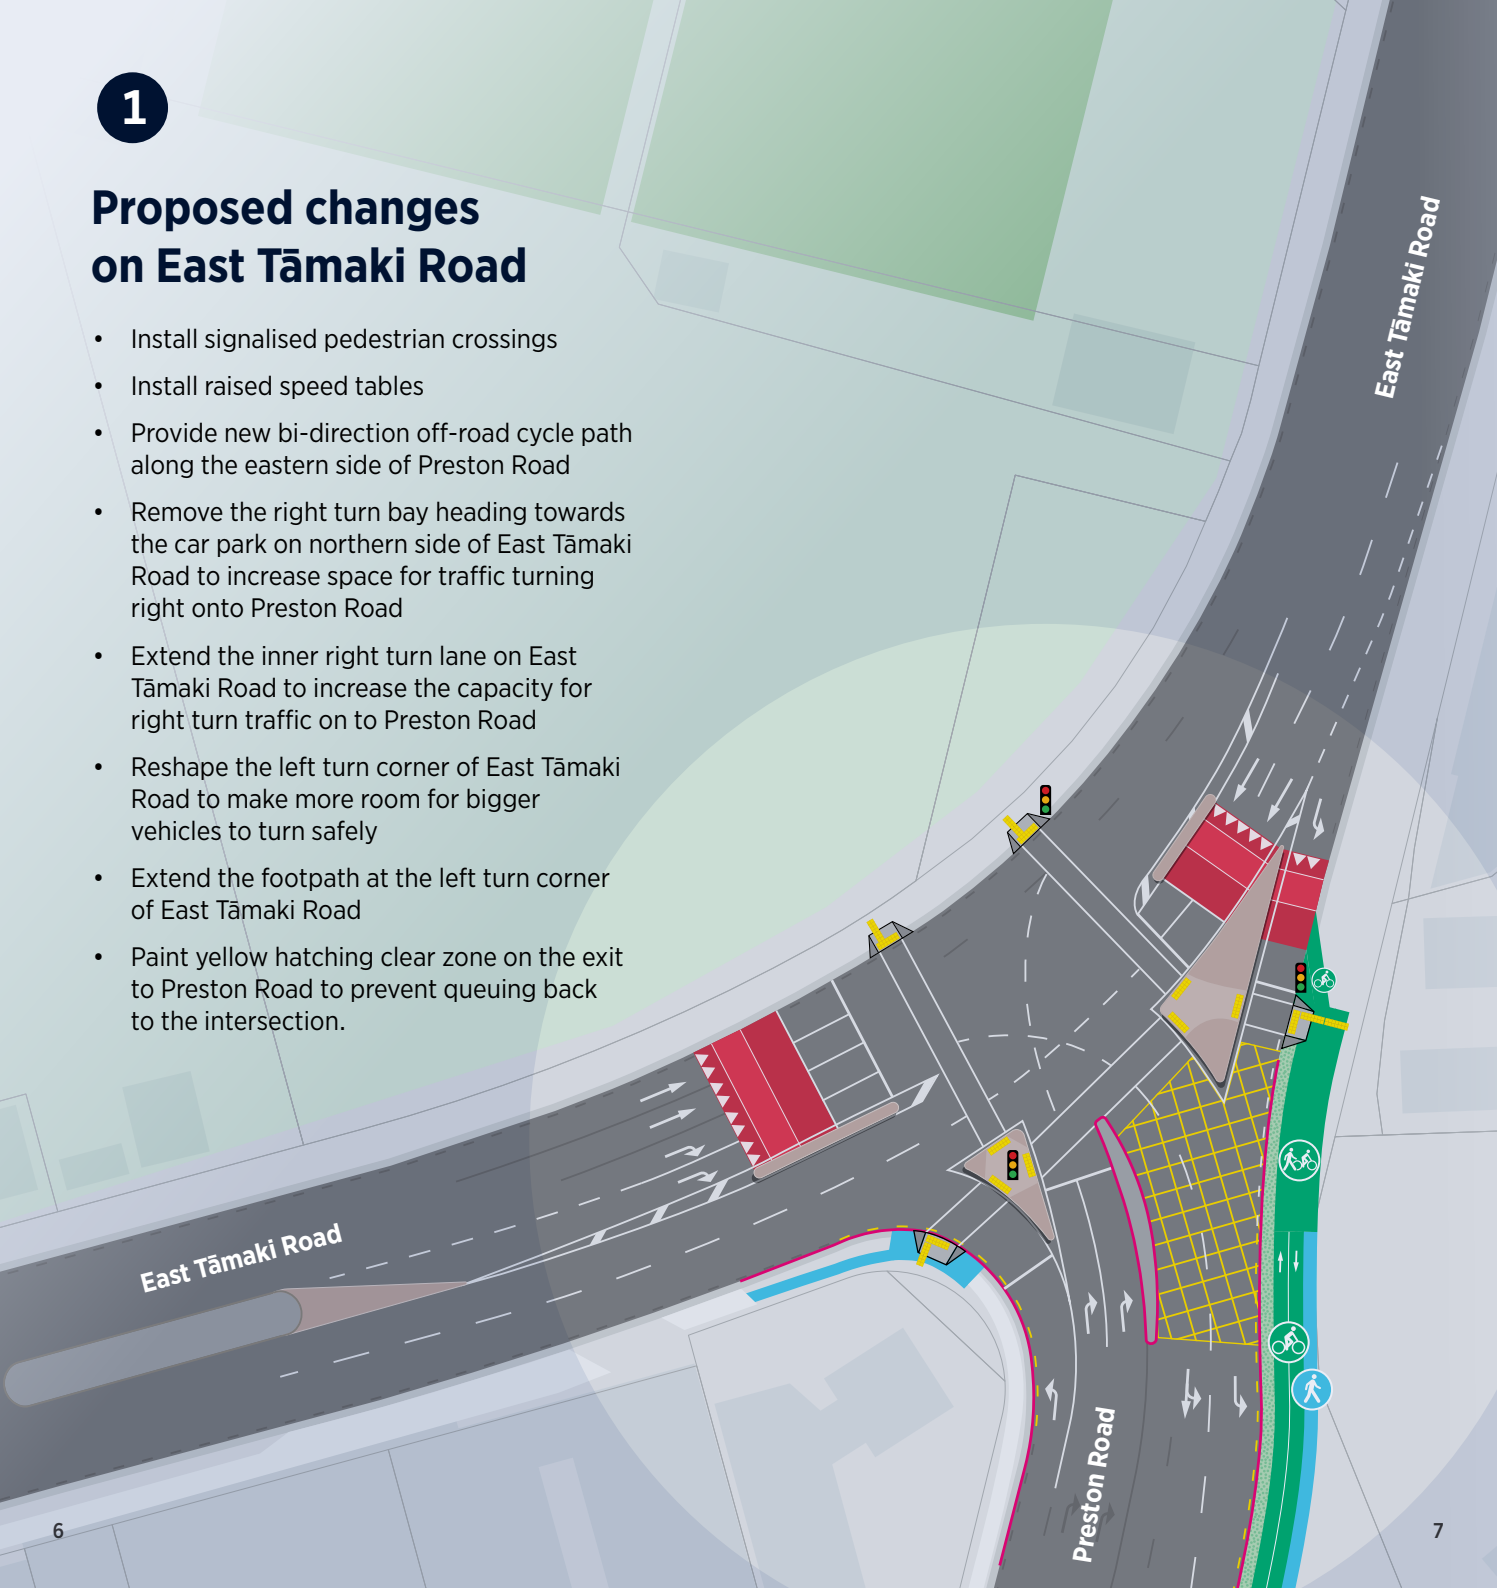 1
Proposed changes
on East Tāmaki Road
• Install signalised pedestrian crossings
• Install raised speed tables
• Provide new bi-direction off-road cycle path
along the eastern side of Preston Road
• Remove the right turn bay heading towards
the car park on northern side of East Tāmaki
Road to increase space for traffic turning
right onto Preston Road
• Extend the inner right turn lane on East
Tāmaki Road to increase the capacity for
right turn traffic on to Preston Road
• Reshape the left turn corner of East Tāmaki
Road to make more room for bigger
vehicles to turn safely
• Extend the footpath at the left turn corner
of East Tāmaki Road
• Paint yellow hatching clear zone on the exit
to Preston Road to prevent queuing back
to the intersection.
East Tāmaki Road
East Tāmaki Road
Preston Road
6
7